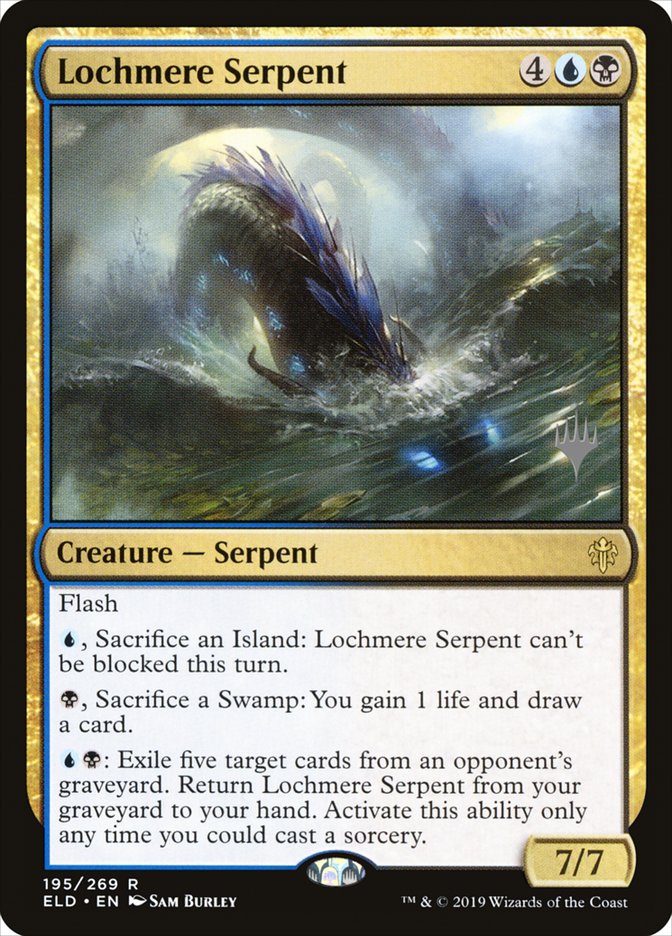 Lochmere Serpent 4
Creature — Serpent
Flash
, Sacrifice an Island: Lochmere Serpent can't
be blocked this turn.
, Sacrifice a Swamp: You gain 1 life and draw
a card.
: Exile five target cards from an opponent's
graveyard. Return Lochmere Serpent from your
graveyard to your hand. Activate this ability only
any time you could cast a sorcery.
7/7
195/269 R
ELD • EN SAM BURLEY
™ & © 2019 Wizards of the Coast